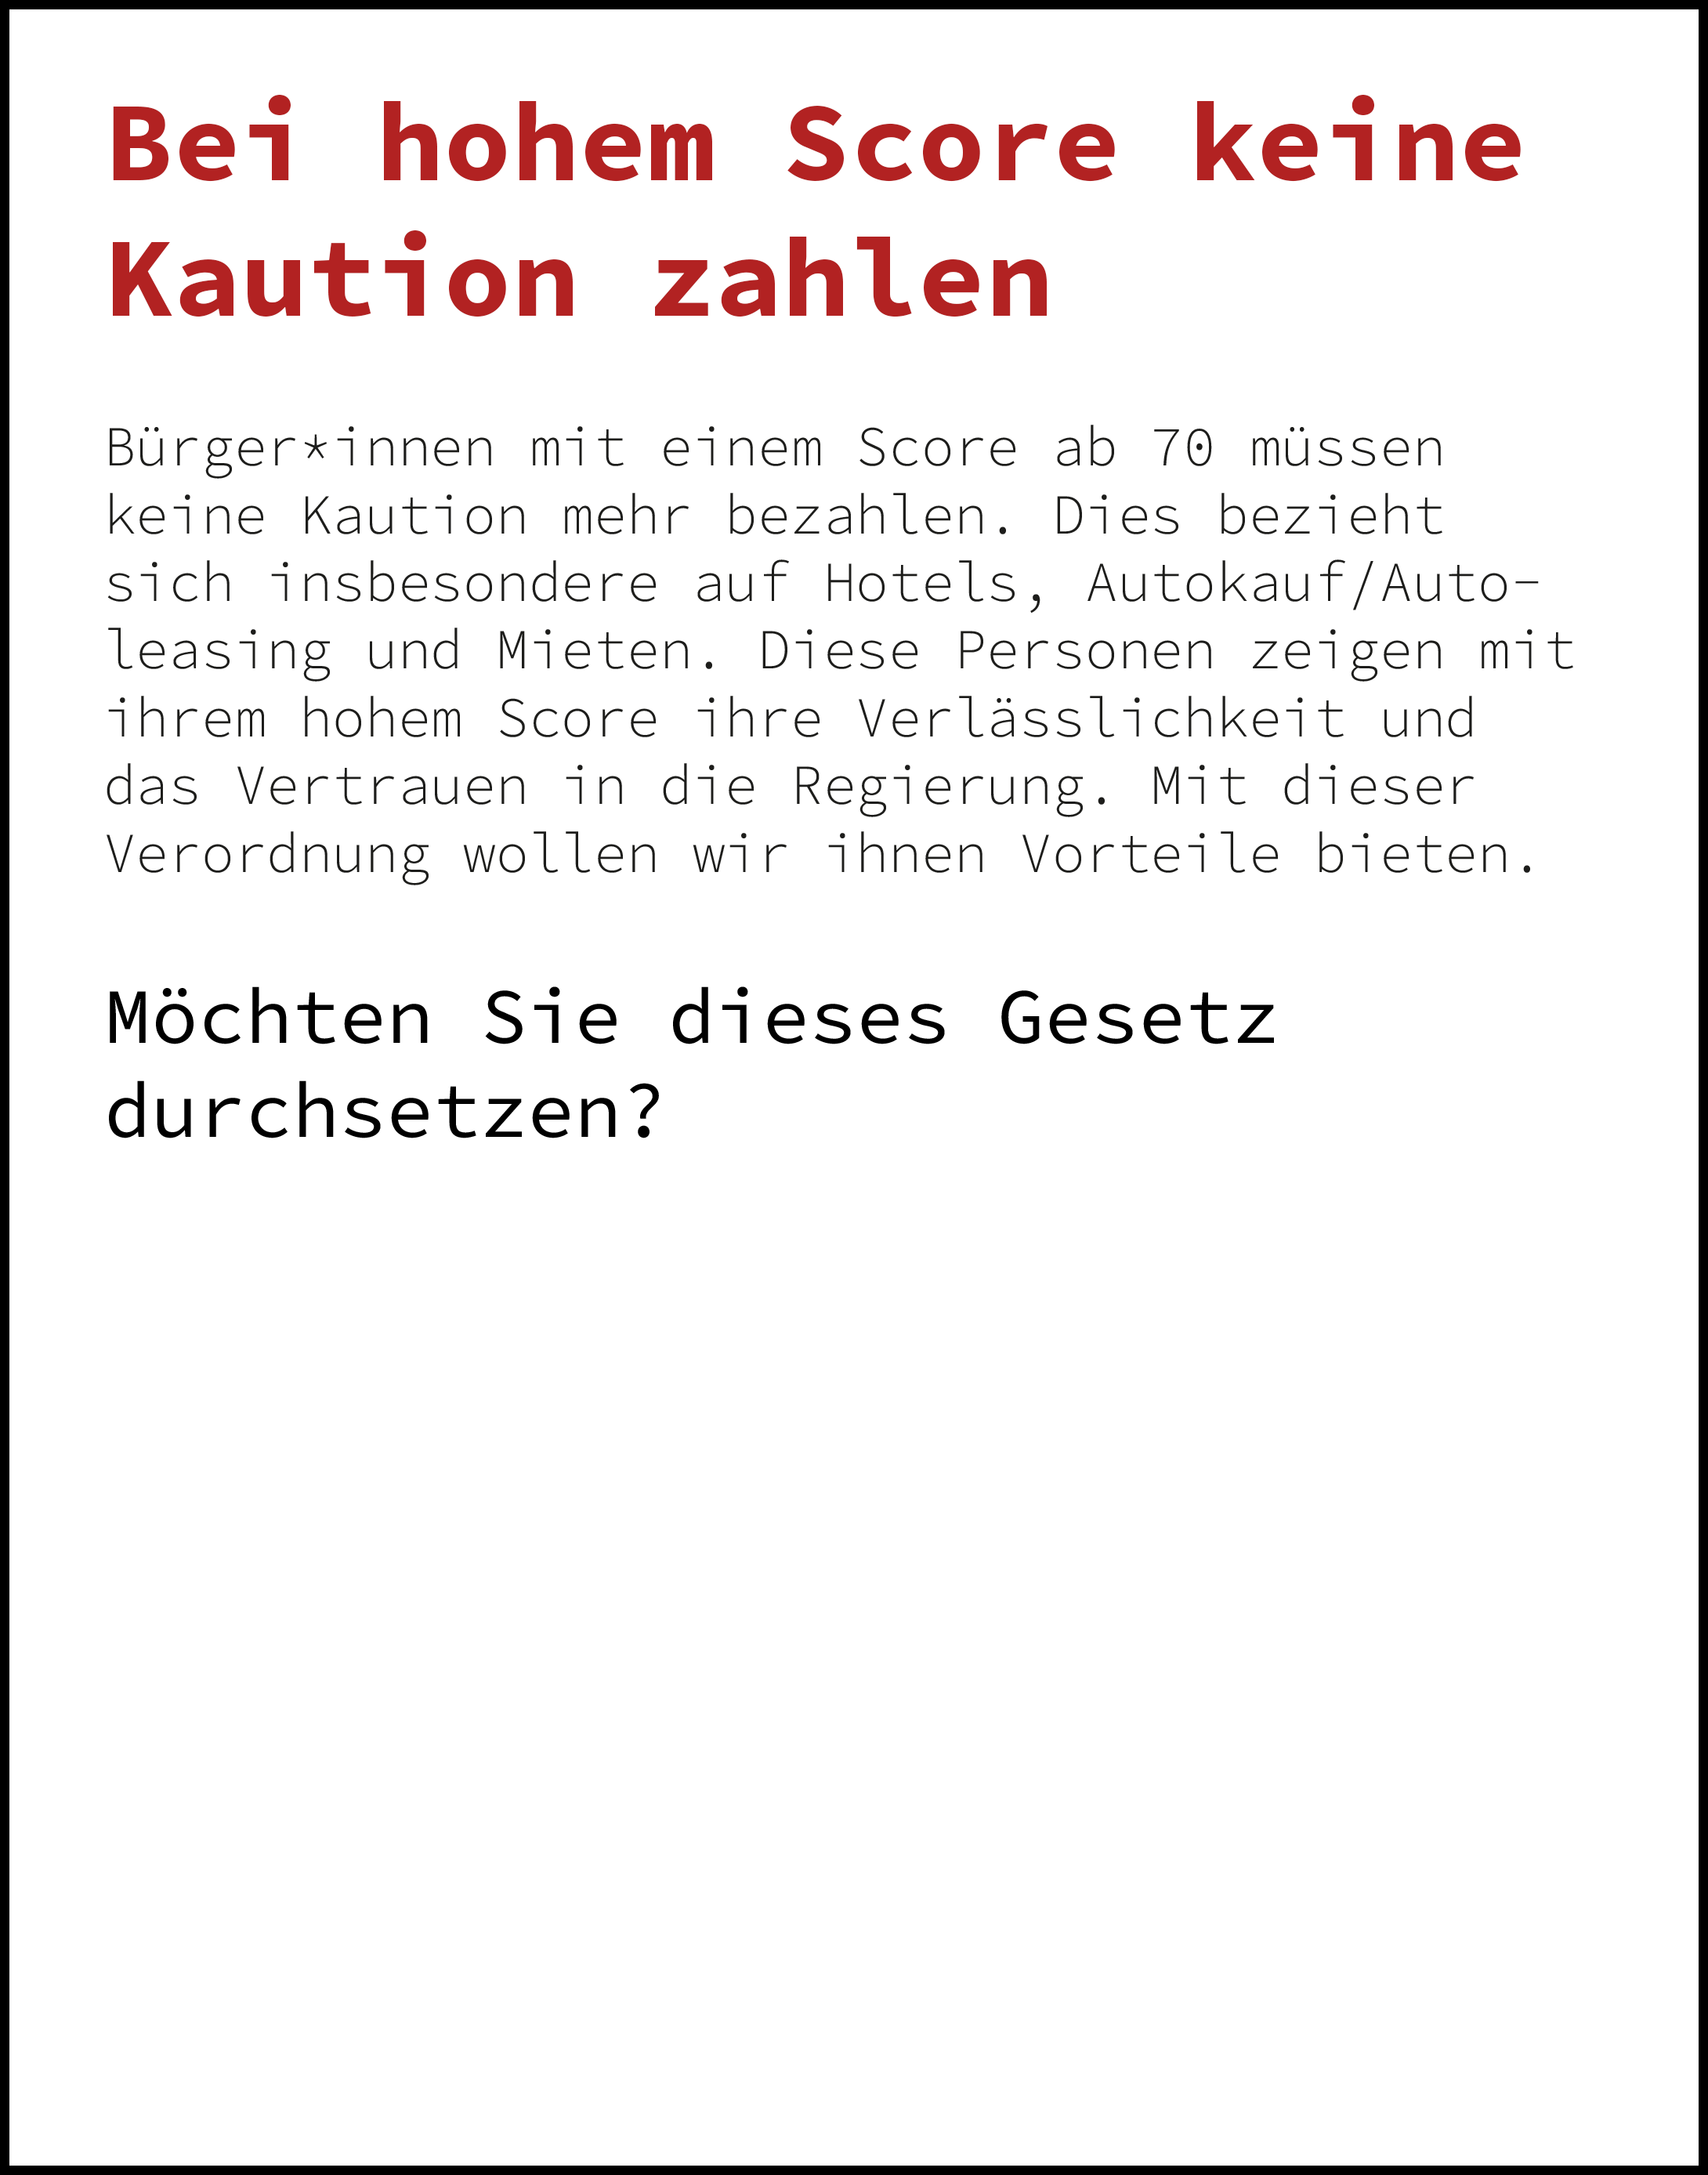 Bei hohem Score keine
Kaution zahlen
Bürger*innen mit einem Score ab 70 müssen
keine Kaution mehr bezahlen. Dies bezieht
sich insbesondere auf Hotels, Autokauf/Auto-
leasing und Mieten. Diese Personen zeigen mit
ihrem hohem Score ihre Verlässlichkeit und
das Vertrauen in die Regierung. Mit dieser
Verordnung wollen wir ihnen Vorteile bieten.
Möchten Sie dieses Gesetz
durchsetzen?